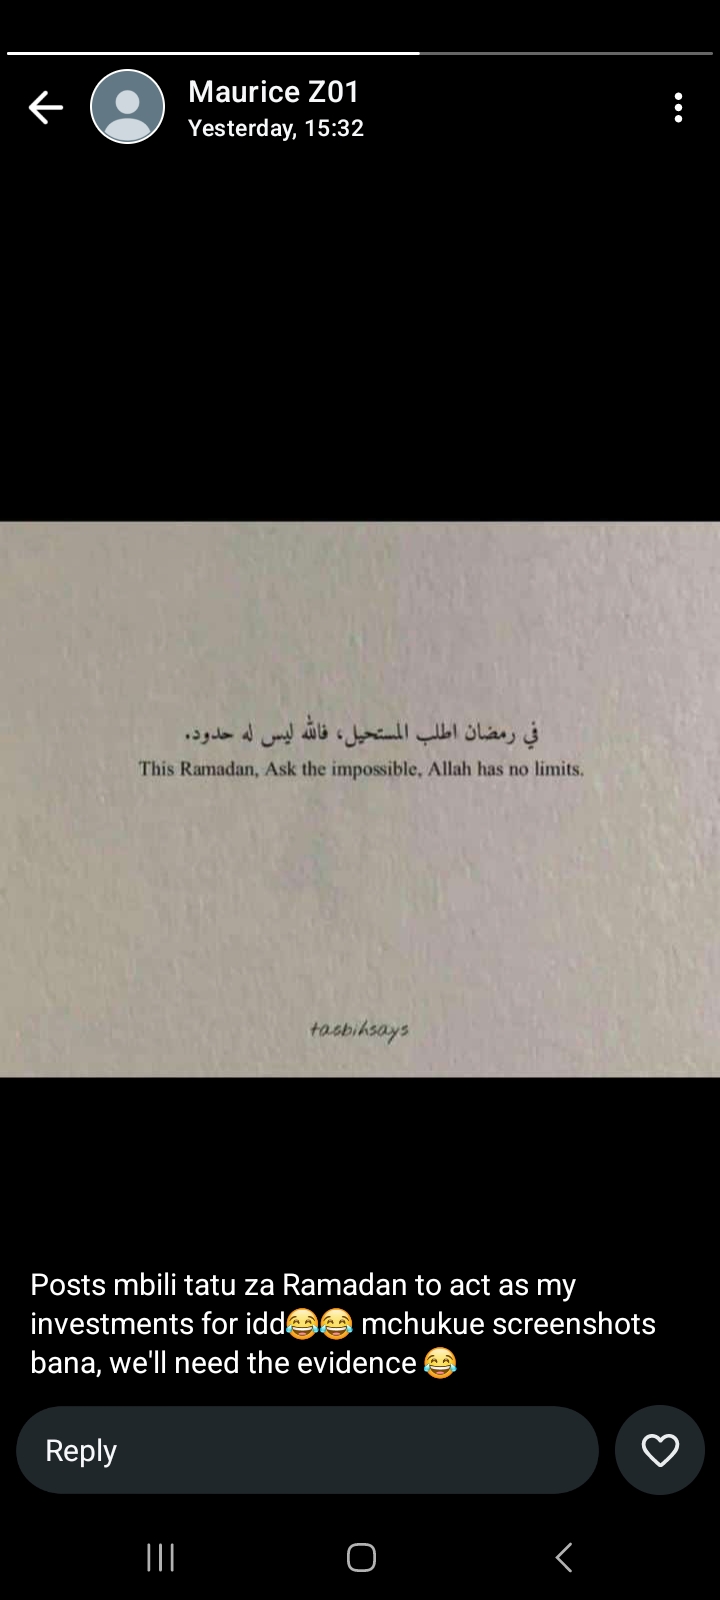 Maurice Z01
Yesterday, 15:32
في رمضان اطلب المستحيل، فالله ليس له حدود.
This Ramadan, Ask the impossible, Allah has no limits.
tasbihsays
Posts mbili tatu za Ramadan to act as my
investments for idd😂😂 mchukue screenshots
bana, we'll need the evidence 😂
Reply